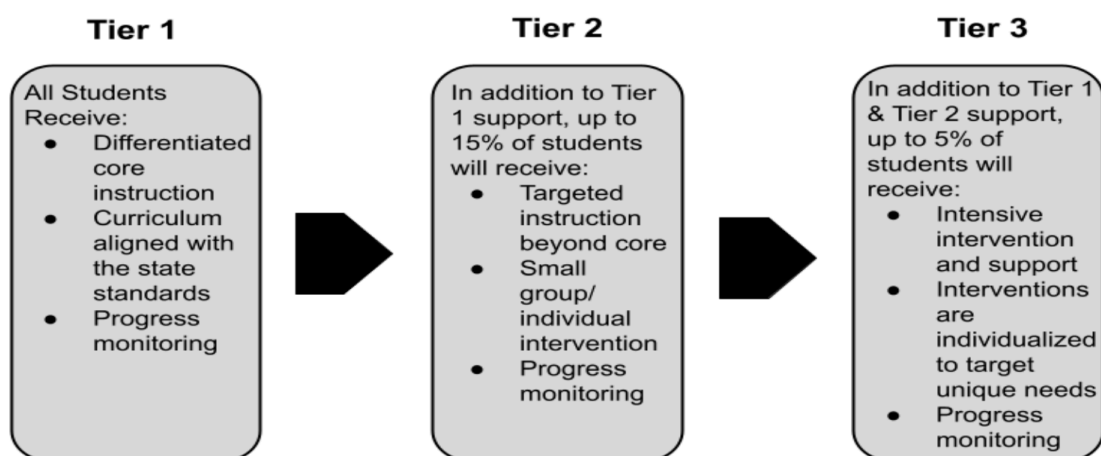 Tier 1
All Students
Receive:
● Differentiated
core
instruction
● Curriculum
aligned with
the state
standards
● Progress
monitoring
Tier 2
In addition to Tier
1 support, up to
15% of students
will receive:
● Targeted
instruction
beyond core
● Small
group/
individual
intervention
● Progress
monitoring
Tier 3
In addition to Tier 1
& Tier 2 support,
up to 5% of
students will
receive:
● Intensive
intervention
and support
● Interventions
are
individualized
to target
unique needs
● Progress
monitoring